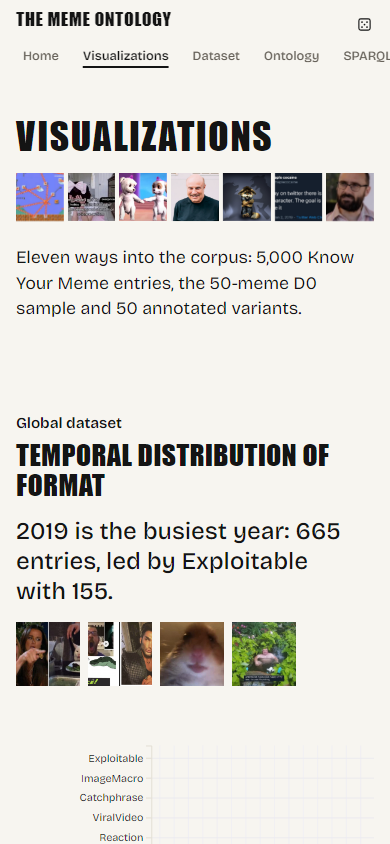 THE MEME ONTOLOGY
Home Visualizations Dataset Ontology SPARQL
VISUALIZATIONS
Eleven ways into the corpus: 5,000 Know
Your Meme entries, the 50-meme D0
sample and 50 annotated variants.
Global dataset
TEMPORAL DISTRIBUTION OF
FORMAT
2019 is the busiest year: 665
entries, led by Exploitable
with 155.
Exploitable
ImageMacro
Catchphrase
ViralVideo
Reaction